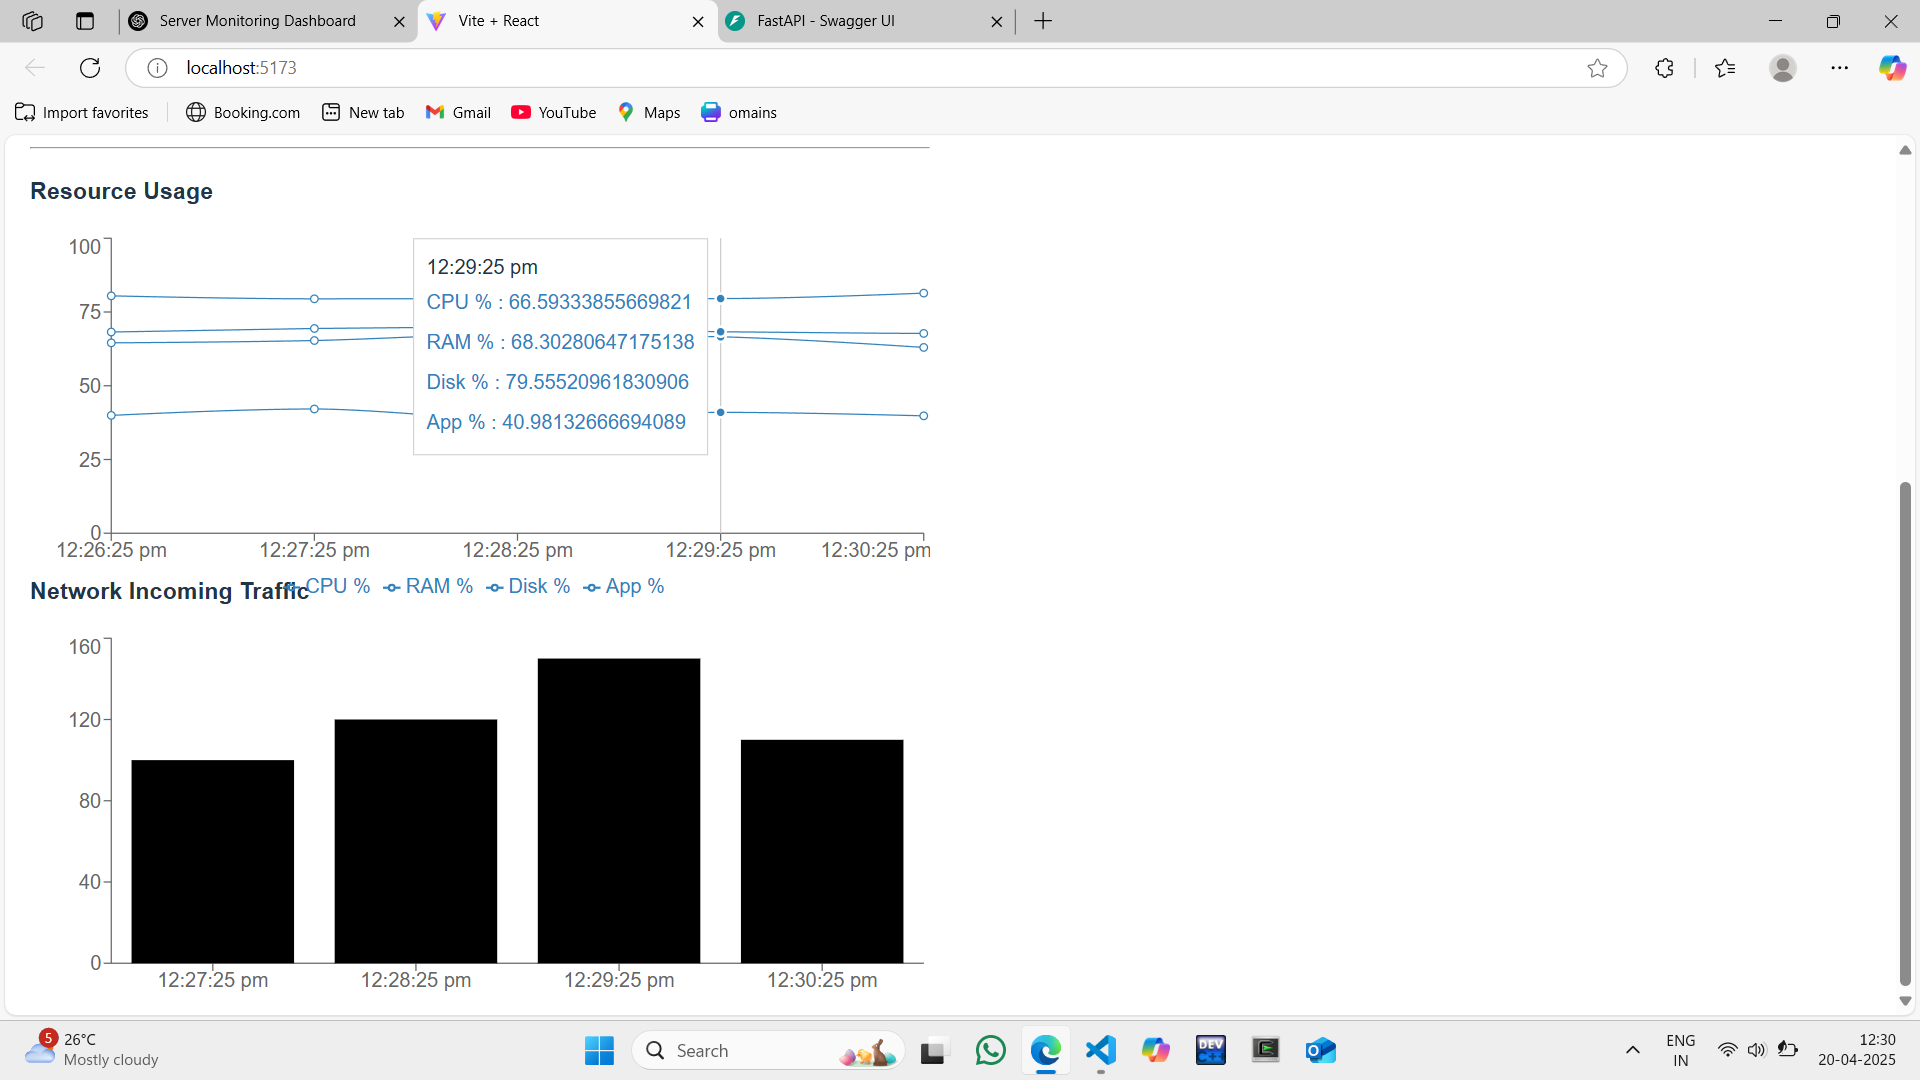 Server Monitoring Dashboard
Vite + React
FastAPI - Swagger UI
localhost:5173
Import favorites
Booking.com
New tab
Gmail
YouTube
Maps
omains
Resource Usage
100
75
50
25
0
12:29:25 pm
CPU % : 66.59333855669821
RAM % : 68.30280647175138
Disk % : 79.55520961830906
App % : 40.98132666694089
12:26:25 pm 12:27:25 pm 12:28:25 pm 12:29:25 pm 12:30:25 pm
CPU % RAM % Disk % App %
Network Incoming Traffic
160
120
80
40
0
12:27:25 pm 12:28:25 pm 12:29:25 pm 12:30:25 pm
5
26°C
Mostly cloudy
Search
DEV
C++
ENG
IN
12:30
20-04-2025